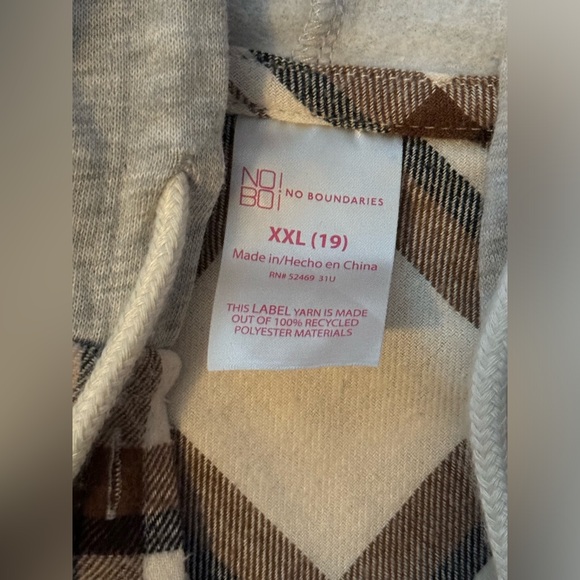 NO!
BO¡
NO BOUNDARIES
XXL (19)
Made in/Hecho en China
RN# 52469-31U
THIS LABEL YARN IS MADE
OUT OF 100% RECYCLED
POLYESTER MATERIALS